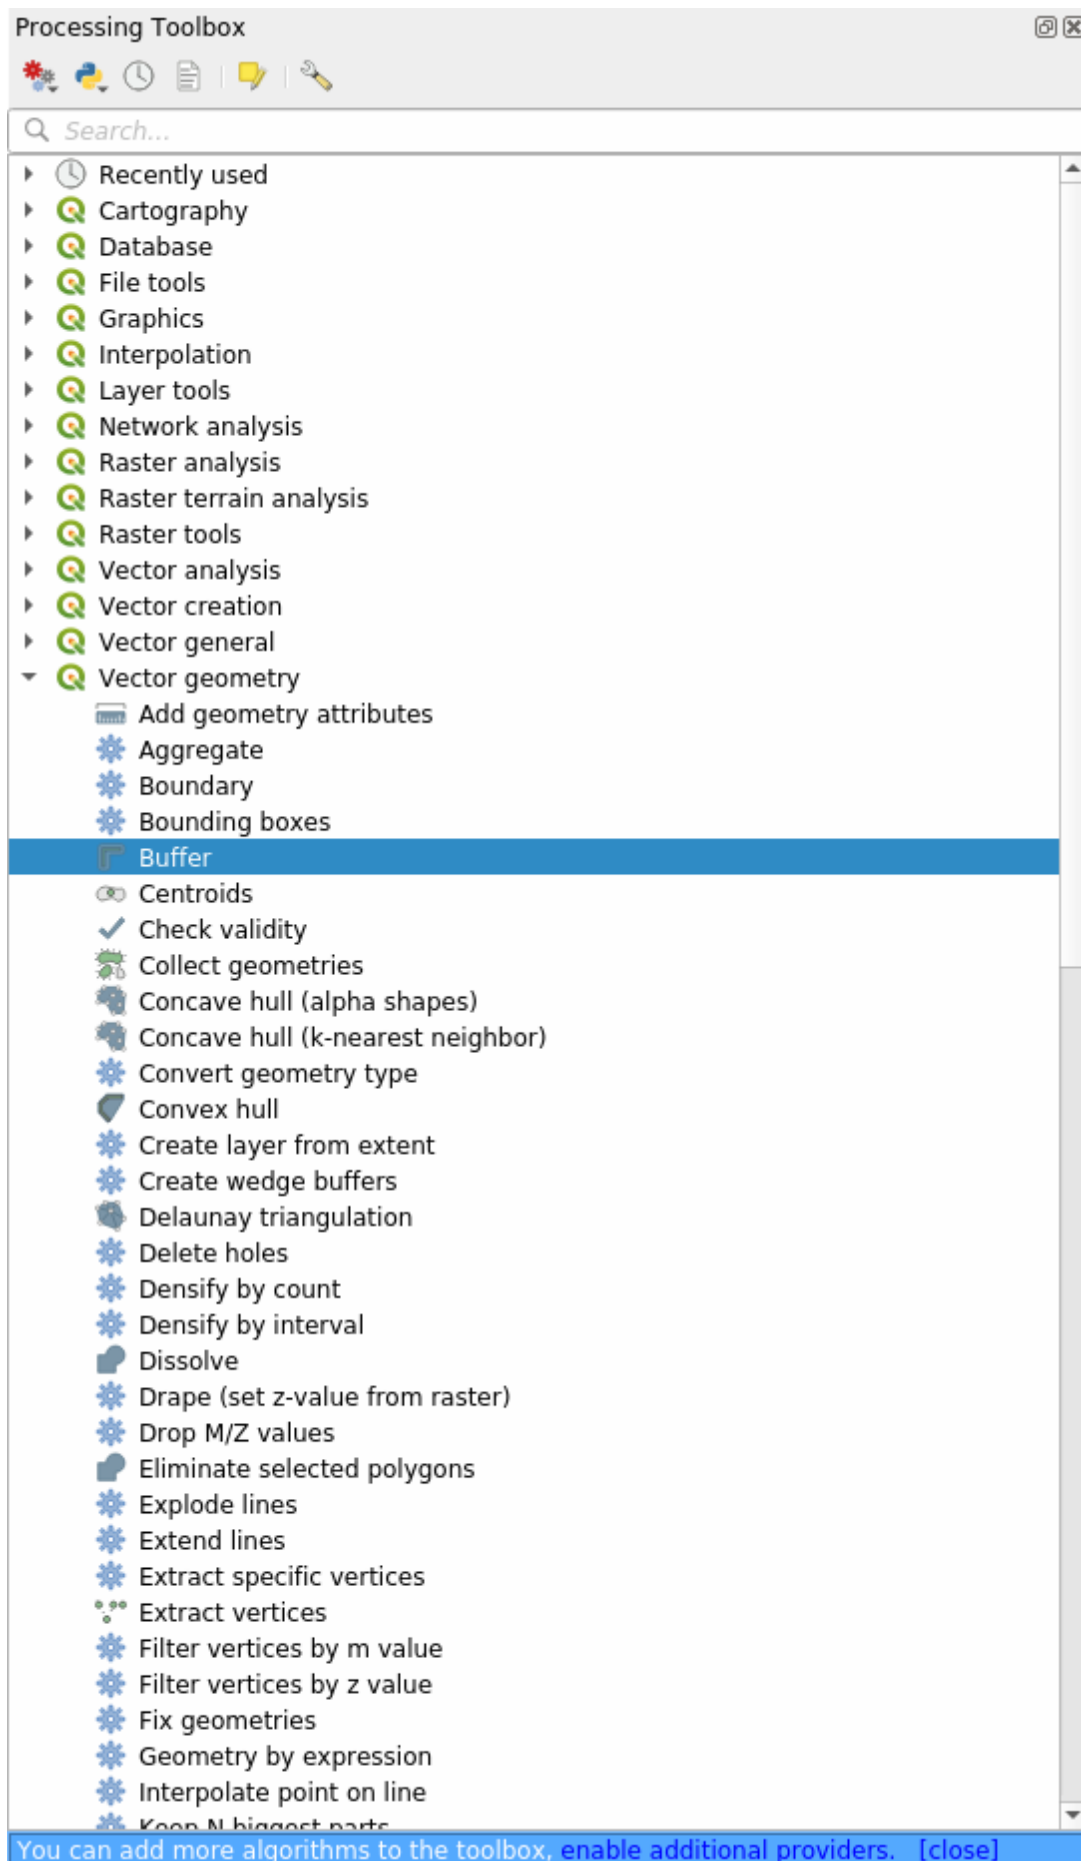 Processing Toolbox
Search...
Recently used
Cartography
Database
File tools
Graphics
Interpolation
Layer tools
Network analysis
Raster analysis
Raster terrain analysis
Raster tools
Vector analysis
Vector creation
Vector general
Vector geometry
Add geometry attributes
Aggregate
Boundary
Bounding boxes
Buffer
Centroids
Check validity
Collect geometries
Concave hull (alpha shapes)
Concave hull (k-nearest neighbor)
Convert geometry type
Convex hull
Create layer from extent
Create wedge buffers
Delaunay triangulation
Delete holes
Densify by count
Densify by interval
Dissolve
Drape (set z-value from raster)
Drop M/Z values
Eliminate selected polygons
Explode lines
Extend lines
Extract specific vertices
Extract vertices
Filter vertices by m value
Filter vertices by z value
Fix geometries
Geometry by expression
Interpolate point on line
Keep N biggest parts
You can add more algorithms to the toolbox, enable additional providers. [close]